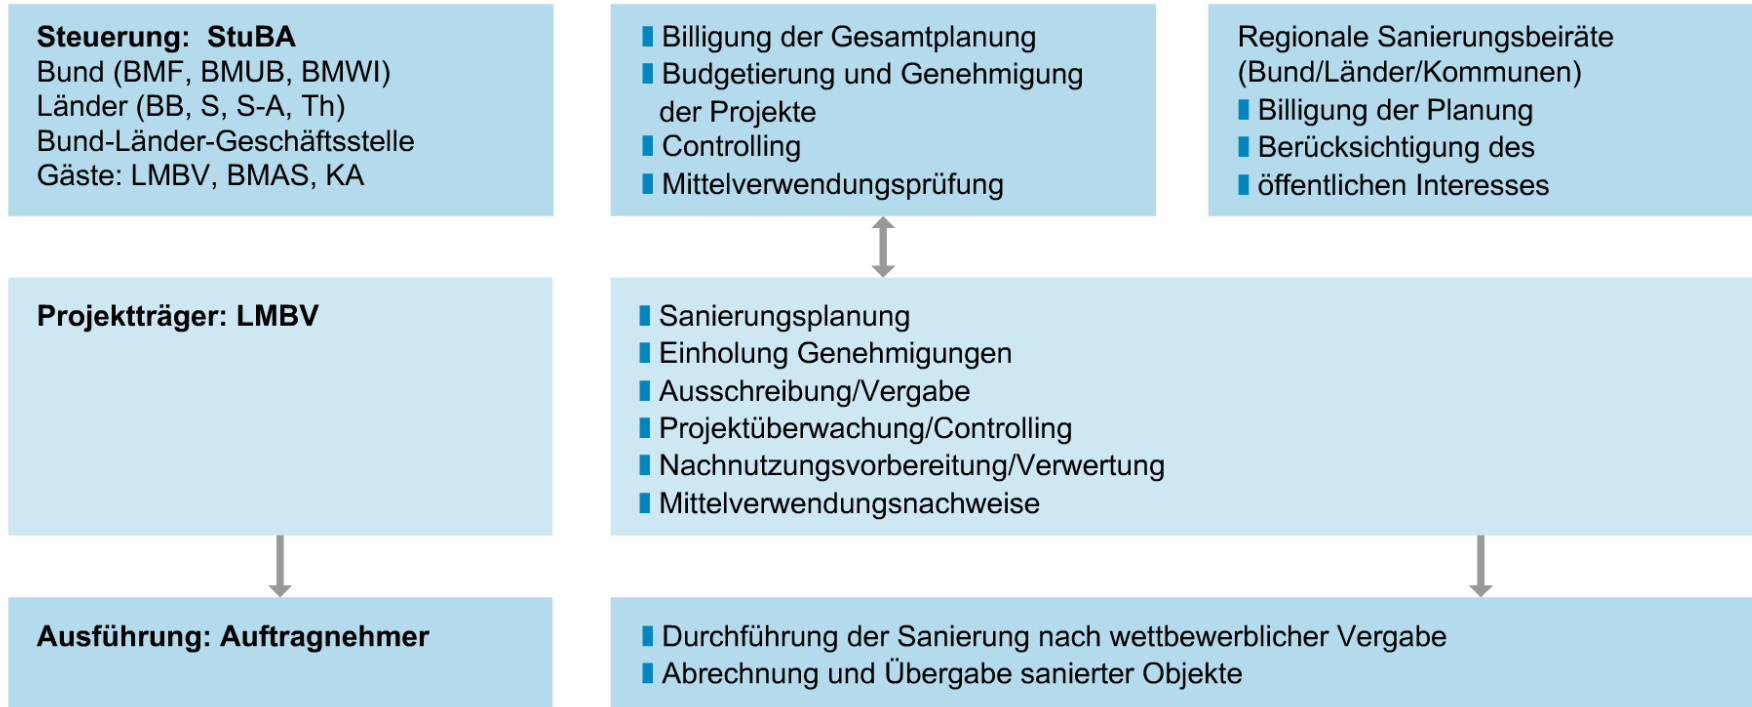 Steuerung: StuBA
Bund (BMF, BMUB, BMWI)
Länder (BB, S, S-A, Th)
Bund-Länder-Geschäftsstelle
Gäste: LMBV, BMAS, KA
Billigung der Gesamtplanung
Budgetierung und Genehmigung
der Projekte
Controlling
Mittelverwendungsprüfung
Regionale Sanierungsbeiräte
(Bund/Länder/Kommunen)
Billigung der Planung
Berücksichtigung des
öffentlichen Interesses
Projektträger: LMBV
Sanierungsplanung
Einholung Genehmigungen
Ausschreibung/Vergabe
Projektüberwachung/Controlling
Nachnutzungsvorbereitung/Verwertung
Mittelverwendungsnachweise
Ausführung: Auftragnehmer
Durchführung der Sanierung nach wettbewerblicher Vergabe
Abrechnung und Übergabe sanierter Objekte